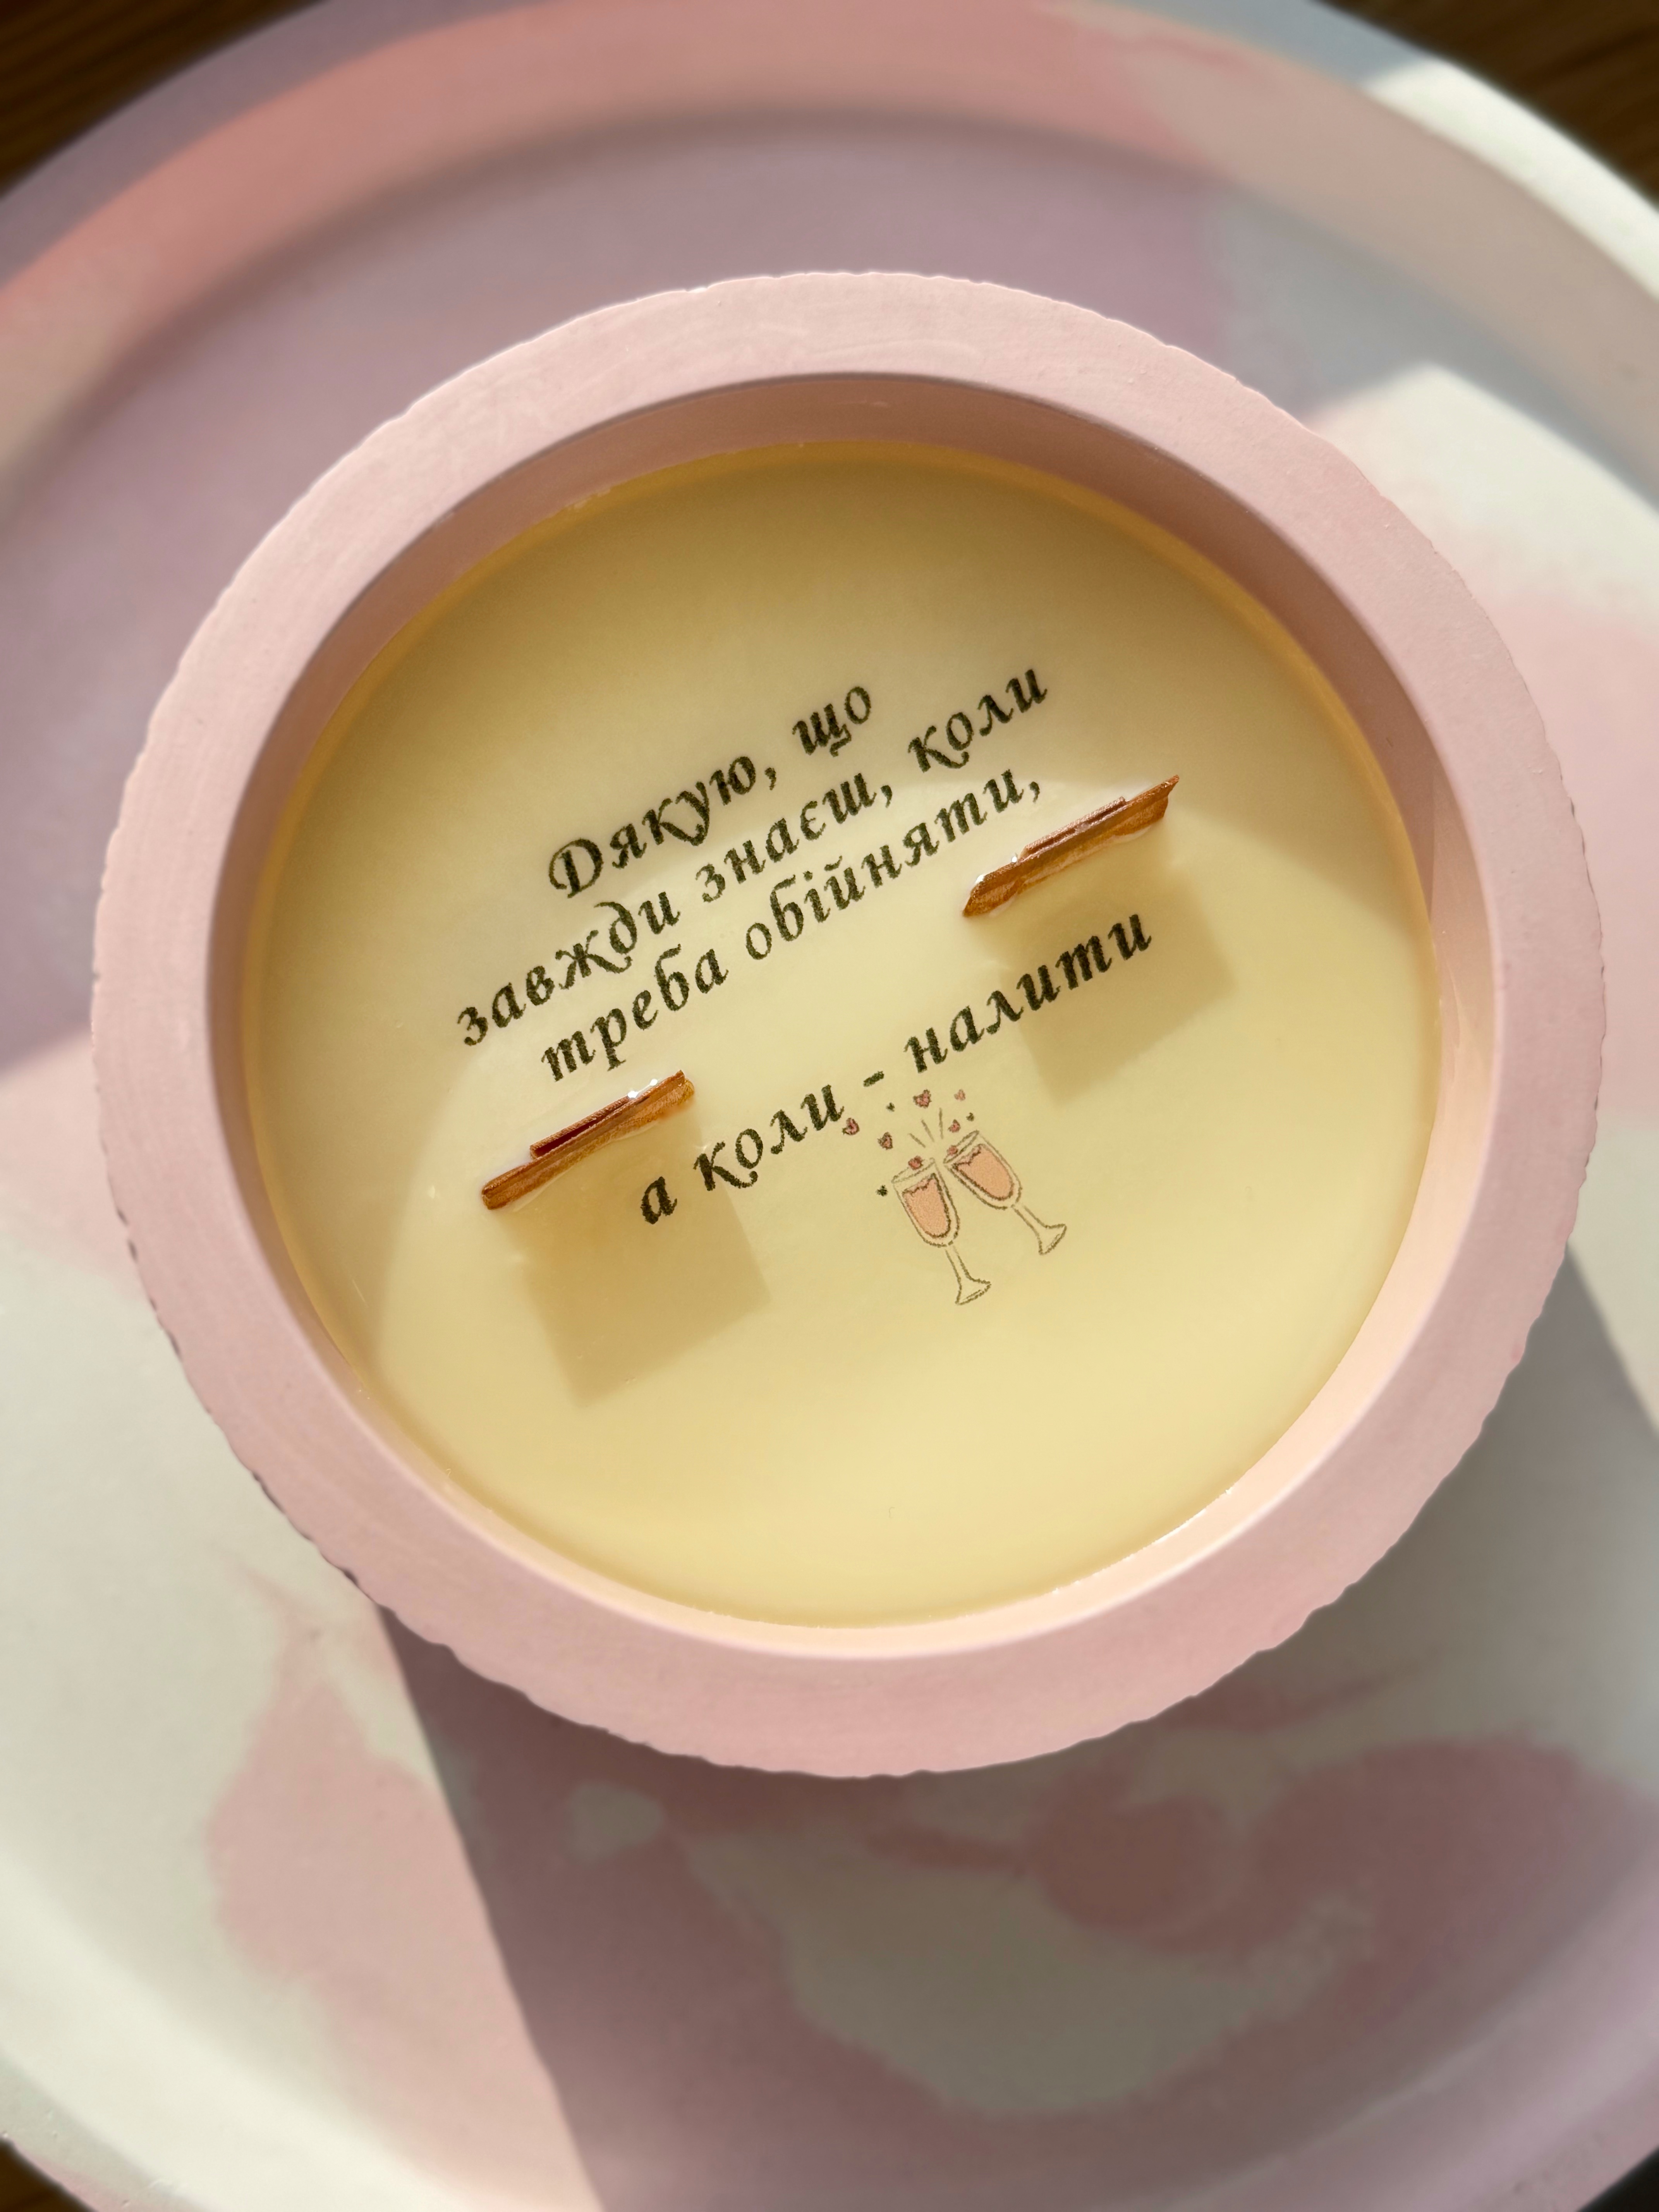 Дякую, що
завжди знаєш, коли
треба обійняти,
а коли - налити